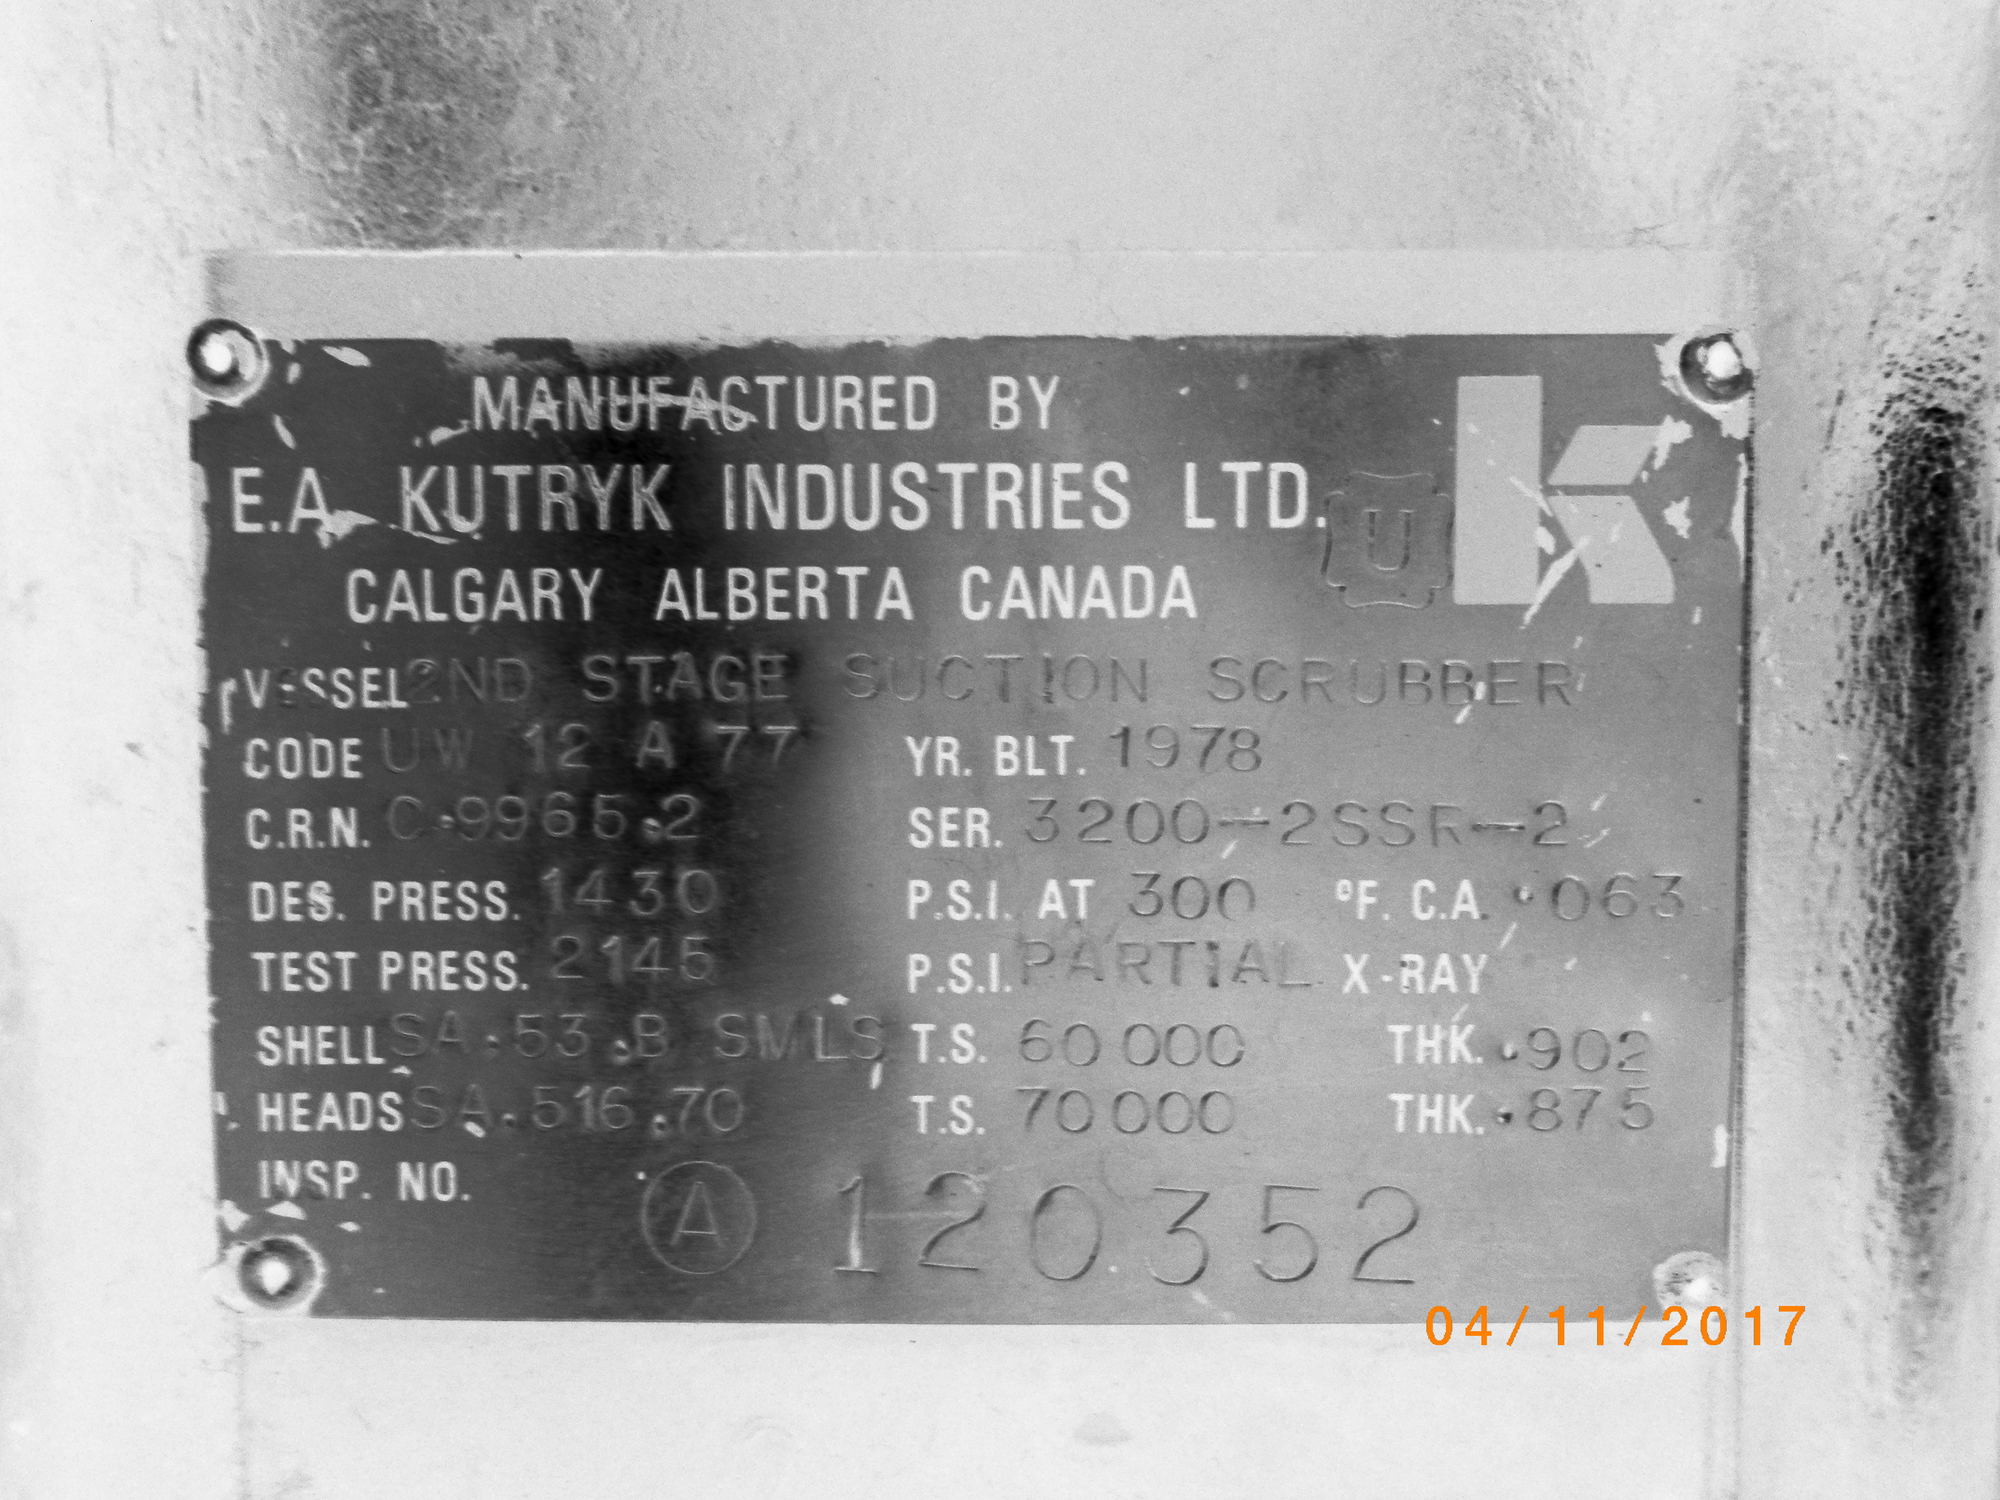 MANUFACTURED BY
E.A. KUTRYK INDUSTRIES LTD.
U
CALGARY ALBERTA CANADA
VESSEL 2ND STAGE SUCTION SCRUBBER
CODE UW 12 A 77 YR. BLT. 1978
C.R.N. C.9965.2 SER. 3200-2SSR-2
DES. PRESS. 1430 P.S.I. AT 300 °F. C.A. .063
TEST PRESS. 2145 P.S.I. PARTIAL X-RAY
SHELL SA.53.B SMLS T.S. 60 000 THK. .902
HEADS SA.516.70 T.S. 70 000 THK. .875
INSP. NO. A 120352
04/11/2017